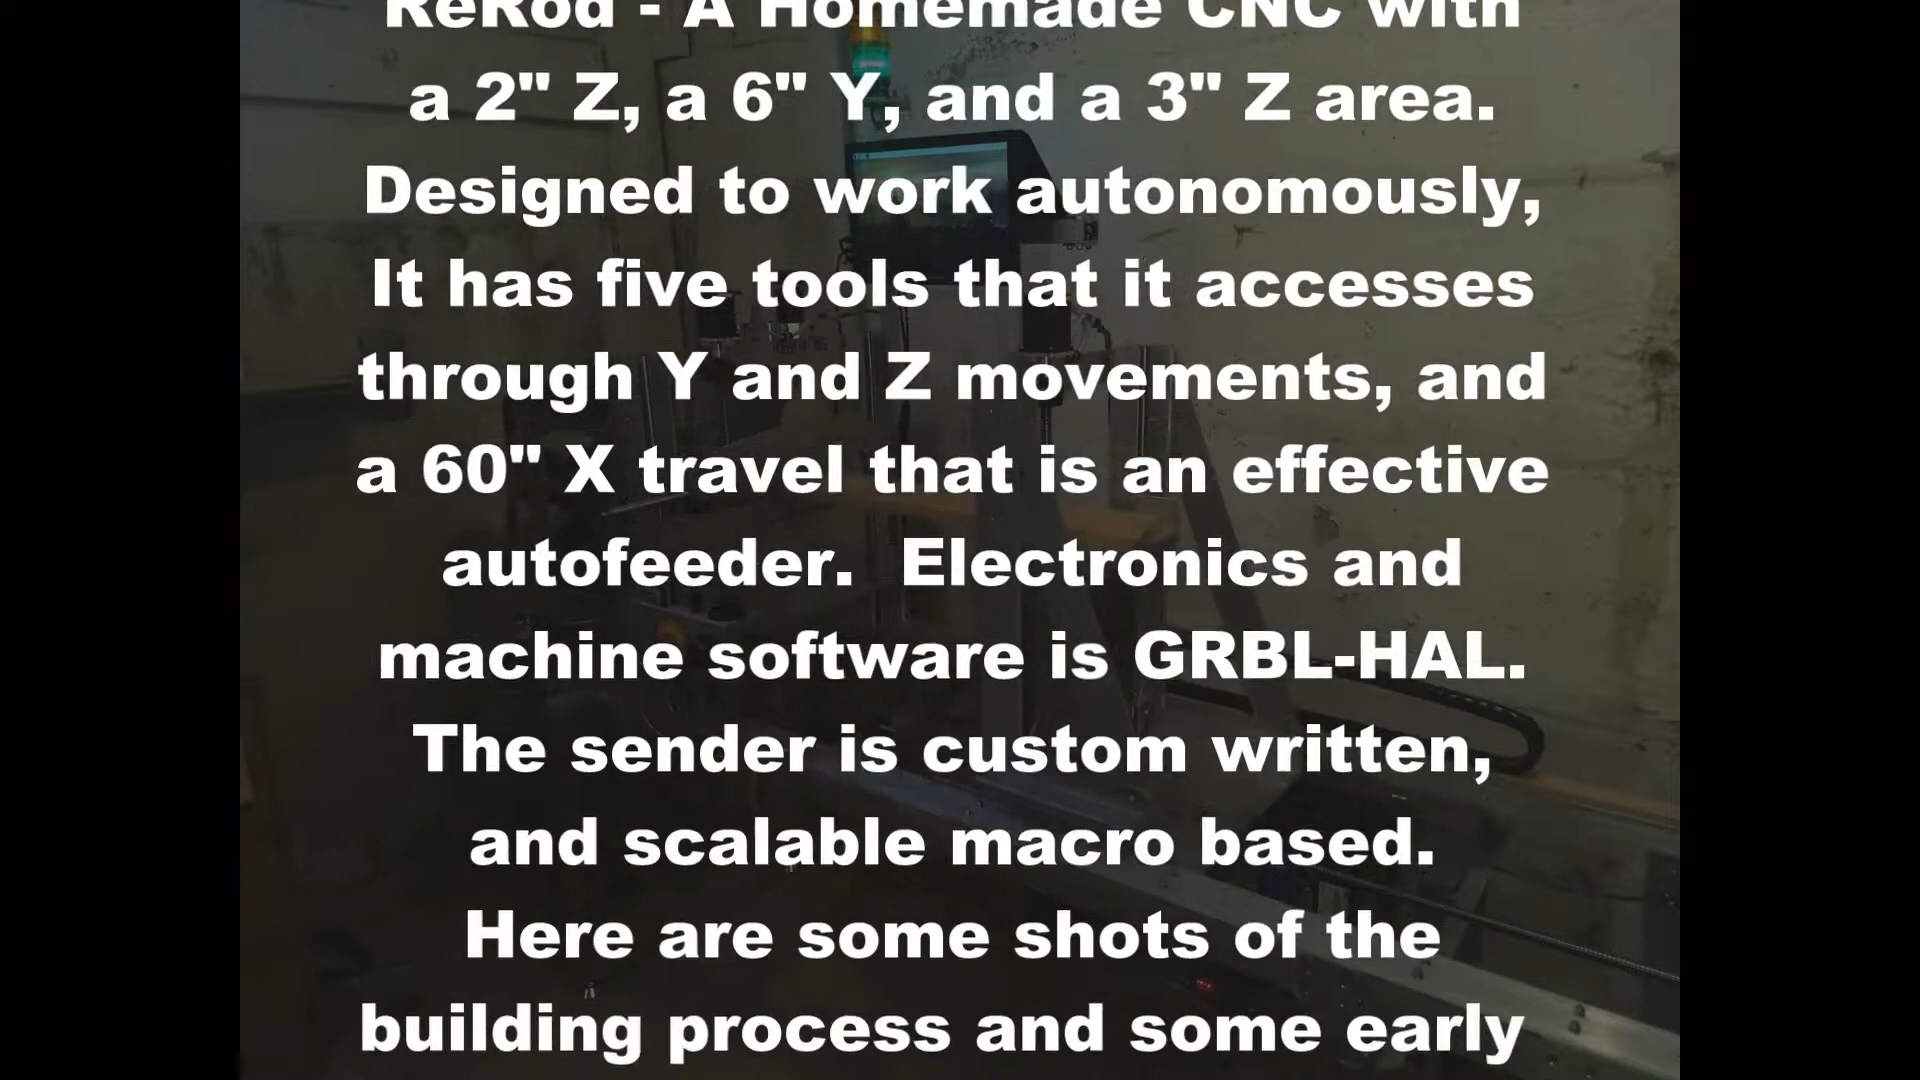 ReRod - A Homemade CNC with
a 2" Z, a 6" Y, and a 3" Z area.
Designed to work autonomously,
It has five tools that it accesses
through Y and Z movements, and
a 60" X travel that is an effective
autofeeder.  Electronics and
machine software is GRBL-HAL.
The sender is custom written,
and scalable macro based.
Here are some shots of the
building process and some early